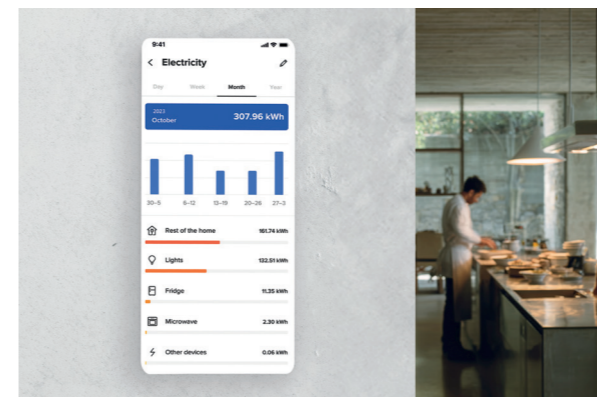 9:41
Electricity
Day Week Month Year
2023
October
307.96 kWh
30–5 6–12 13–19 20–26 27–3
Rest of the home 161.74 kWh
Lights 132.51 kWh
Fridge 11.35 kWh
Microwave 2.30 kWh
Other devices 0.06 kWh